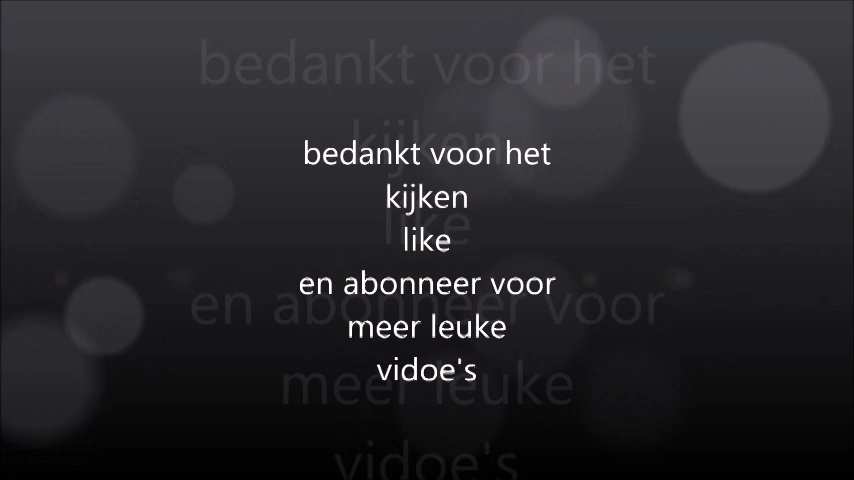 bedankt voor het
kijken
like
en abonneer voor
meer leuke
vidoe's